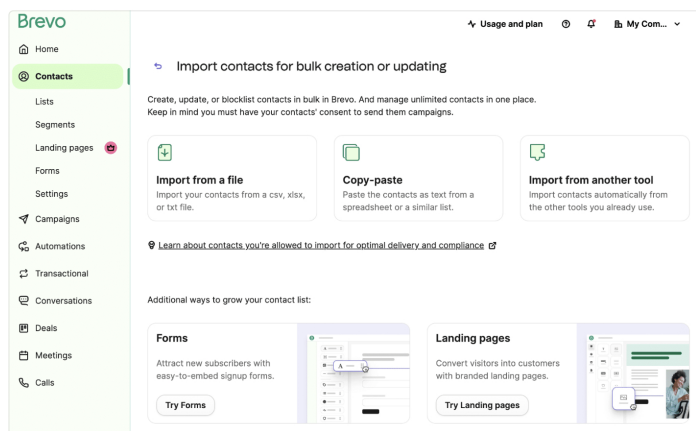 Brevo
Usage and plan
My Com...
Home
Contacts
Lists
Segments
Landing pages
Forms
Settings
Campaigns
Automations
Transactional
Conversations
Deals
Meetings
Calls
Import contacts for bulk creation or updating
Create, update, or blocklist contacts in bulk in Brevo. And manage unlimited contacts in one place.
Keep in mind you must have your contacts' consent to send them campaigns.
Import from a file
Import your contacts from a csv, xlsx,
or txt file.
Copy-paste
Paste the contacts as text from a
spreadsheet or a similar list.
Import from another tool
Import contacts automatically from
the other tools you already use.
Learn about contacts you're allowed to import for optimal delivery and compliance
Additional ways to grow your contact list:
Forms
Attract new subscribers with
easy-to-embed signup forms.
Try Forms
A
Landing pages
Convert visitors into customers
with branded landing pages.
Try Landing pages